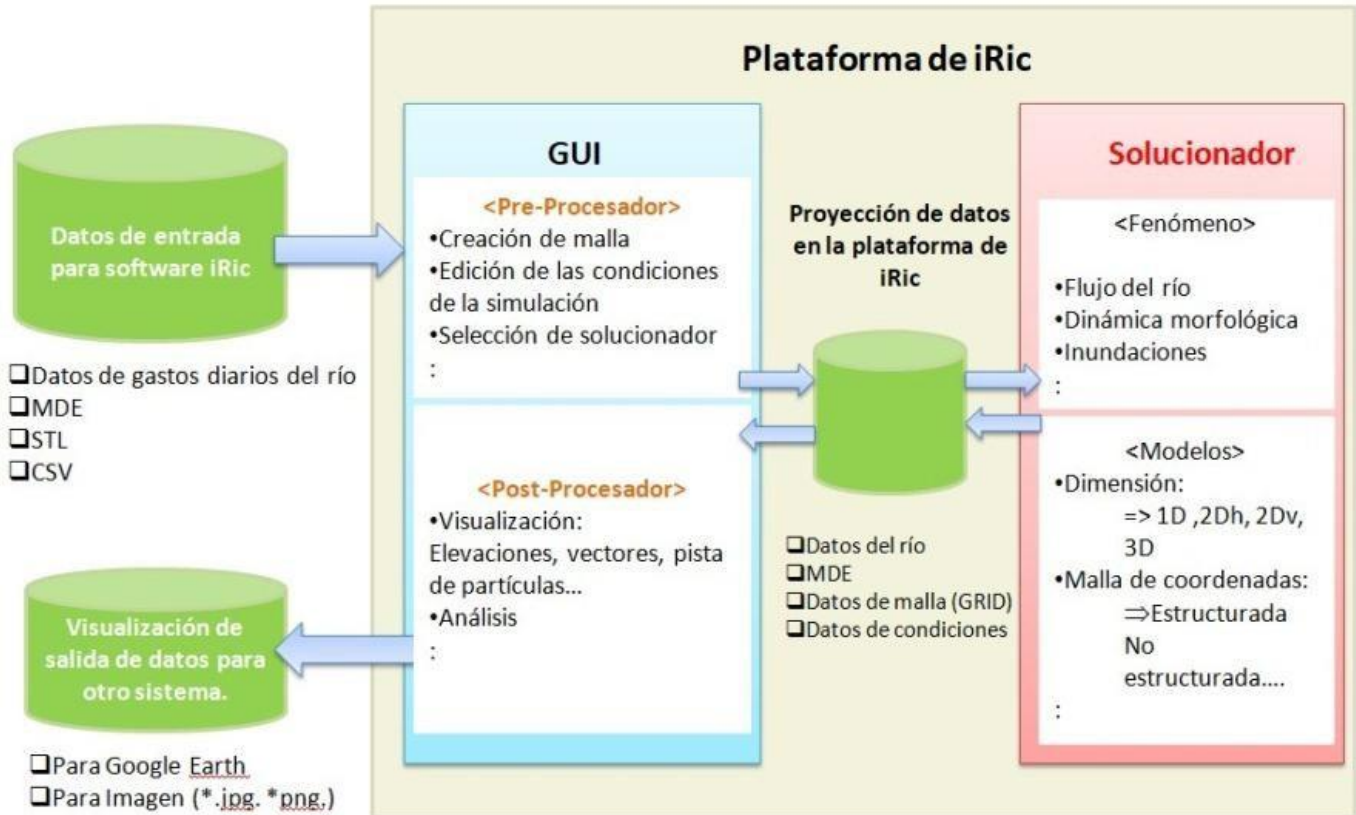 Plataforma de iRic
Datos de entrada
para software iRic
❑Datos de gastos diarios del río
❑MDE
❑STL
❑CSV
GUI
<Pre-Procesador>
•Creación de malla
•Edición de las condiciones
de la simulación
•Selección de solucionador
:
<Post-Procesador>
•Visualización:
Elevaciones, vectores, pista
de partículas...
•Análisis
:
Visualización de
salida de datos para
otro sistema.
❑Para Google Earth
❑Para Imagen (*.jpg. *png.)
Proyección de datos
en la plataforma de
iRic
❑Datos del río
❑MDE
❑Datos de malla (GRID)
❑Datos de condiciones
Solucionador
<Fenómeno>
•Flujo del río
•Dinámica morfológica
•Inundaciones
:
<Modelos>
•Dimensión:
=> 1D ,2Dh, 2Dv,
3D
•Malla de coordenadas:
⇒Estructurada
No
estructurada....
: